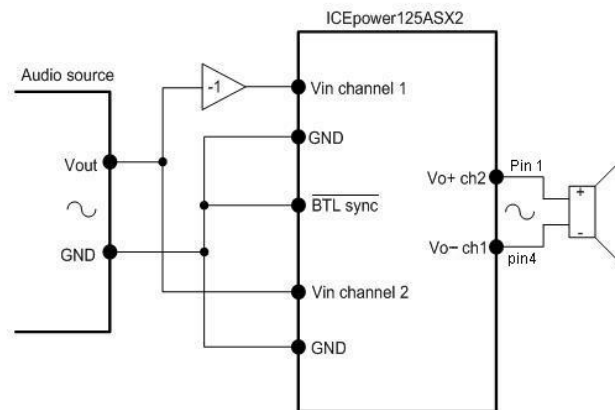 ICEpower125ASX2
Audio source
-1
Vin channel 1
GND
Vout
Vo+ ch2
Pin 1
+
BTL sync
GND
Vo− ch1
pin4
-
Vin channel 2
GND